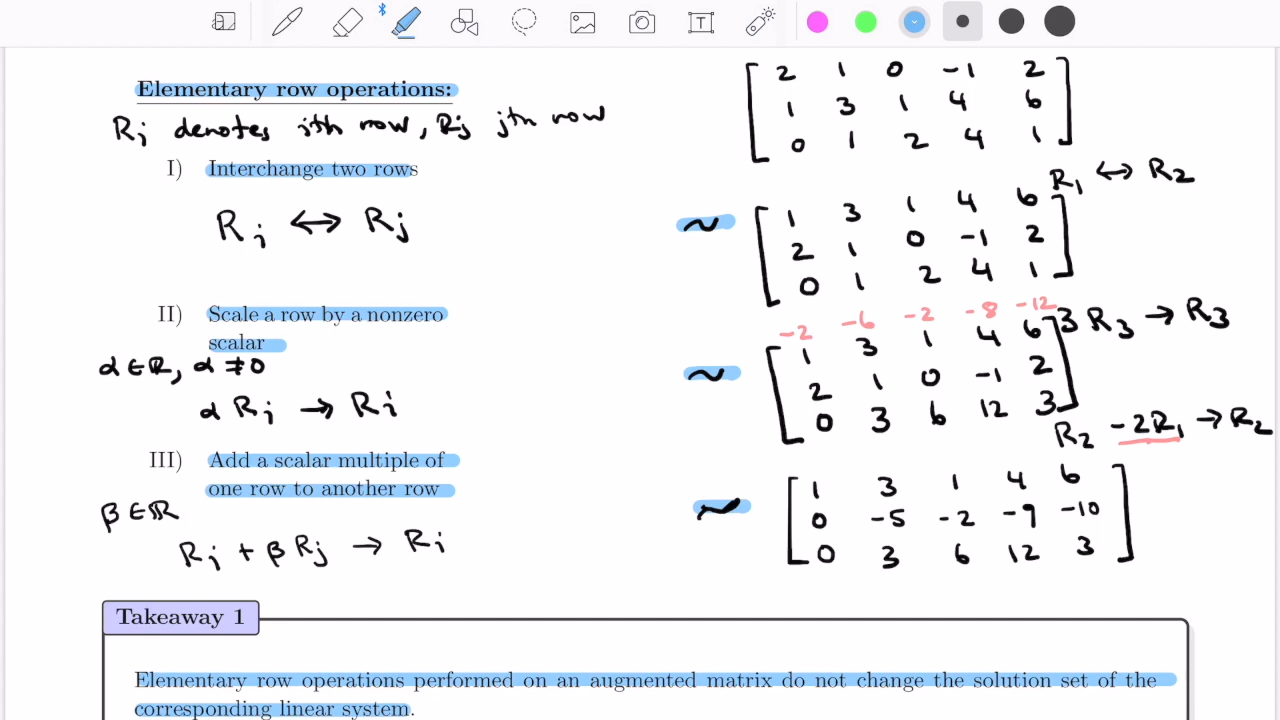 Elementary row operations:
Ri denotes ith row, Rj jth row
I) Interchange two rows
Ri ↔ Rj
II) Scale a row by a nonzero
scalar
α ∈ ℝ, α ≠ 0
α Ri → Ri
III) Add a scalar multiple of
one row to another row
β ∈ ℝ
Ri + β Rj → Ri
2 1 0 -1 2
1 3 1 4 6
0 1 2 4 1
R1 ↔ R2
~ 1 3 1 4 6
2 1 0 -1 2
0 1 2 4 1
3 R3 → R3
-2 -6 -2 -8 -12
~ 1 3 1 4 6
2 1 0 -1 2
0 3 6 12 3
R2 - 2R1 → R2
~ 1 3 1 4 6
0 -5 -2 -9 -10
0 3 6 12 3
Takeaway 1
Elementary row operations performed on an augmented matrix do not change the solution set of the
corresponding linear system.